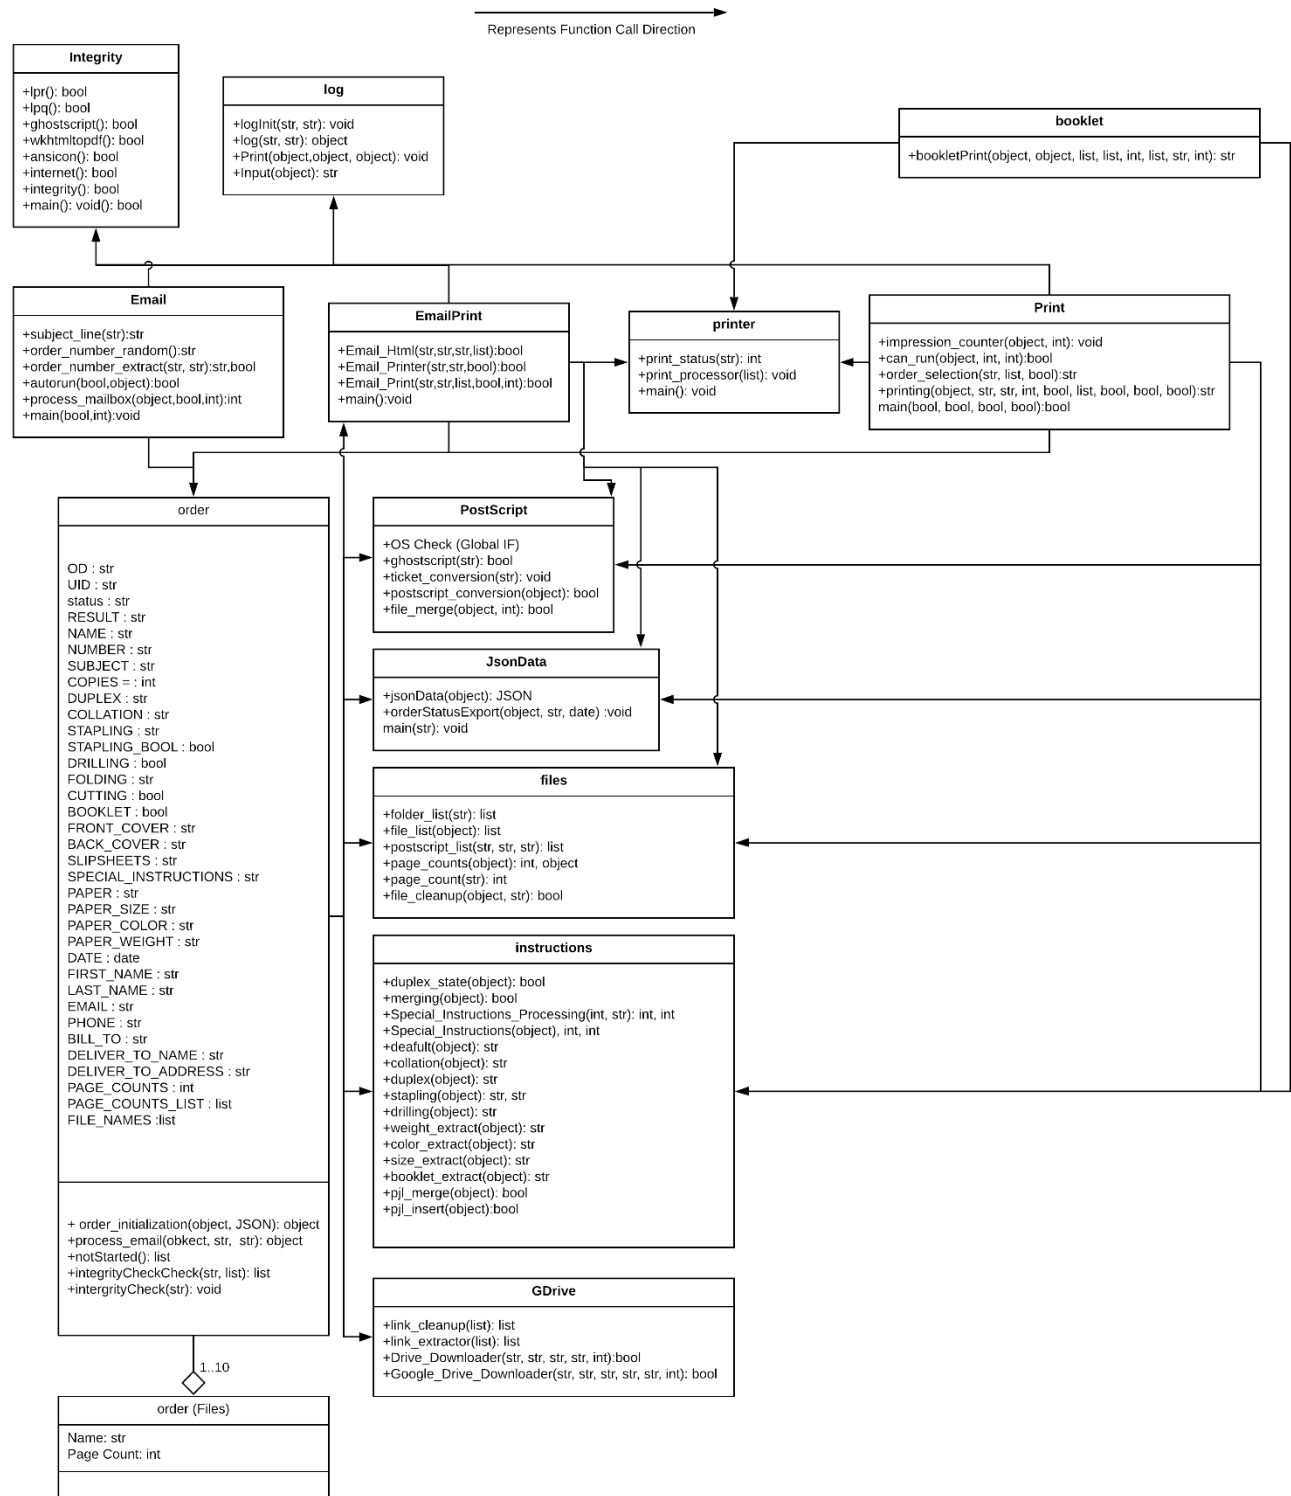 Represents Function Call Direction
Integrity
+lpr(): bool
+lpq(): bool
+ghostscript(): bool
+wkhtmltopdf(): bool
+ansicon(): bool
+internet(): bool
+integrity(): bool
+main(): void(): bool
log
+logInit(str, str): void
+log(str, str): object
+Print(object,object, object): void
+Input(object): str
booklet
+bookletPrint(object, object, list, list, int, list, str, int): str
Email
+subject_line(str):str
+order_number_random():str
+order_number_extract(str, str):str,bool
+autorun(bool,object):bool
+process_mailbox(object,bool,int):int
+main(bool,int):void
EmailPrint
+Email_Html(str,str,str,list):bool
+Email_Printer(str,str,bool):bool
+Email_Print(str,str,list,bool,int):bool
+main():void
printer
+print_status(str): int
+print_processor(list): void
+main(): void
Print
+impression_counter(object, int): void
+can_run(object, int, int):bool
+order_selection(str, list, bool):str
+printing(object, str, str, int, bool, list, bool, bool, bool):str
main(bool, bool, bool, bool):bool
order
OD : str
UID : str
status : str
RESULT : str
NAME : str
NUMBER : str
SUBJECT : str
COPIES = : int
DUPLEX : str
COLLATION : str
STAPLING : str
STAPLING_BOOL : bool
DRILLING : bool
FOLDING : str
CUTTING : bool
BOOKLET : bool
FRONT_COVER : str
BACK_COVER : str
SLIPSHEETS : str
SPECIAL_INSTRUCTIONS : str
PAPER : str
PAPER_SIZE : str
PAPER_COLOR : str
PAPER_WEIGHT : str
DATE : date
FIRST_NAME : str
LAST_NAME : str
EMAIL : str
PHONE : str
BILL_TO : str
DELIVER_TO_NAME : str
DELIVER_TO_ADDRESS : str
PAGE_COUNTS : int
PAGE_COUNTS_LIST : list
FILE_NAMES :list
+ order_initialization(object, JSON): object
+process_email(obkect, str, str): object
+notStarted(): list
+integrityCheckCheck(str, list): list
+intergrityCheck(str): void
1..10
order (Files)
Name: str
Page Count: int
PostScript
+OS Check (Global IF)
+ghostscript(str): bool
+ticket_conversion(str): void
+postscript_conversion(object): bool
+file_merge(object, int): bool
JsonData
+jsonData(object): JSON
+orderStatusExport(object, str, date) :void
main(str): void
files
+folder_list(str): list
+file_list(object): list
+postscript_list(str, str, str): list
+page_counts(object): int, object
+page_count(str): int
+file_cleanup(object, str): bool
instructions
+duplex_state(object): bool
+merging(object): bool
+Special_Instructions_Processing(int, str): int, int
+Special_Instructions(object), int, int
+deafult(object): str
+collation(object): str
+duplex(object): str
+stapling(object): str, str
+drilling(object): str
+weight_extract(object): str
+color_extract(object): str
+size_extract(object): str
+booklet_extract(object): str
+pjl_merge(object): bool
+pjl_insert(object):bool
GDrive
+link_cleanup(list): list
+link_extractor(list): list
+Drive_Downloader(str, str, str, str, int):bool
+Google_Drive_Downloader(str, str, str, str, str, int): bool